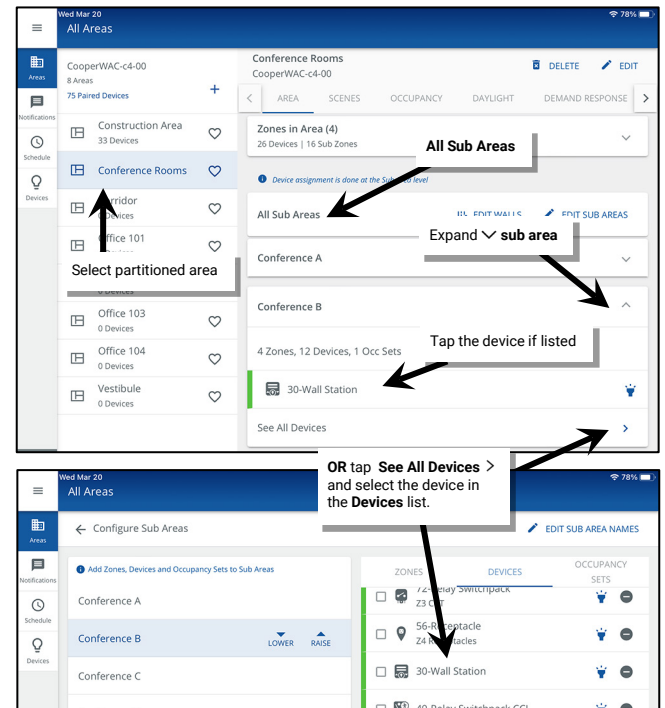 Wed Mar 20
78%
All Areas
Areas
Notifications
Schedule
Devices
CooperWAC-c4-00
8 Areas
75 Paired Devices
+
Construction Area
33 Devices
Conference Rooms
Office 101
Select partitioned area
0 Devices
Office 103
0 Devices
Office 104
0 Devices
Vestibule
0 Devices
Conference Rooms
CooperWAC-c4-00
DELETE
EDIT
AREA SCENES OCCUPANCY DAYLIGHT DEMAND RESPONSE
Zones in Area (4)
26 Devices | 16 Sub Zones
All Sub Areas
Device assignment is done at the Sub level
All Sub Areas
EDIT WALLS
EDIT SUB AREAS
Expand sub area
Conference A
Conference B
Tap the device if listed
4 Zones, 12 Devices, 1 Occ Sets
30-Wall Station
See All Devices
OR tap See All Devices >
and select the device in
the Devices list.
Wed Mar 20
78%
All Areas
Areas
Notifications
Schedule
Devices
Configure Sub Areas
EDIT SUB AREA NAMES
Add Zones, Devices and Occupancy Sets to Sub Areas
Conference A
Conference B
LOWER RAISE
Conference C
ZONES DEVICES OCCUPANCY
SETS
72-Relay Switchpack
Z3
56-Receptacle
Z4
30-Wall Station